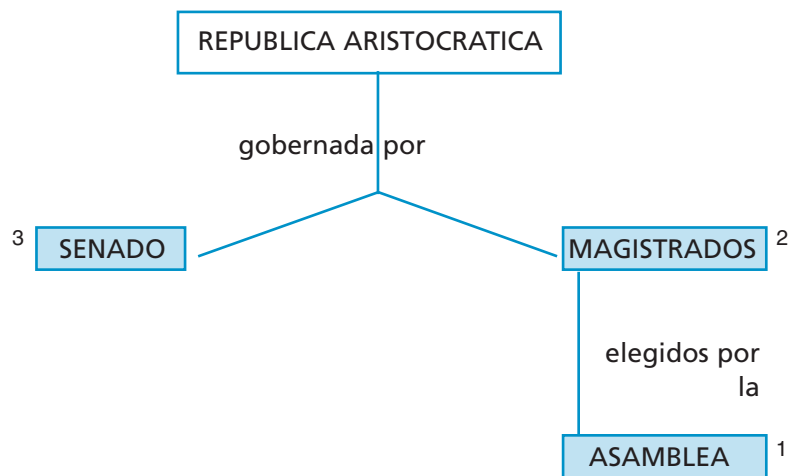 REPUBLICA ARISTOCRATICA
gobernada por
3 SENADO
MAGISTRADOS 2
elegidos por
la
ASAMBLEA 1